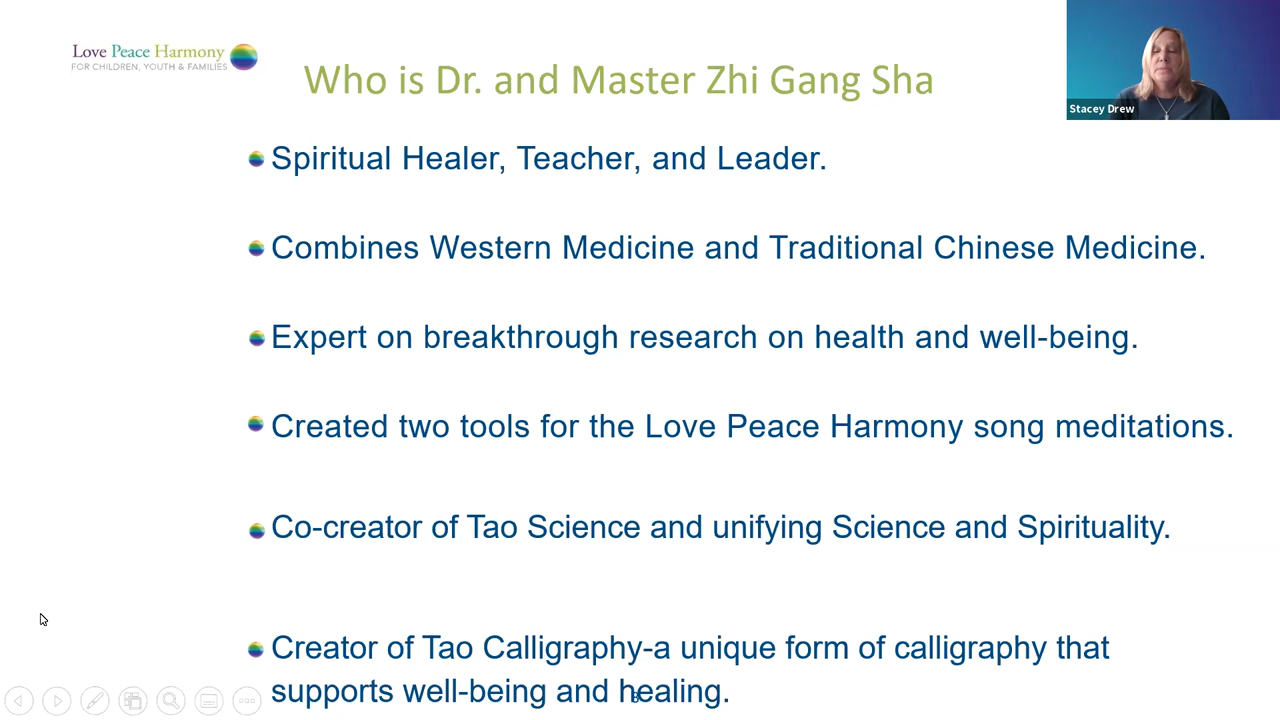 Love Peace Harmony
FOR CHILDREN, YOUTH & FAMILIES
Who is Dr. and Master Zhi Gang Sha
Stacey Drew
Spiritual Healer, Teacher, and Leader.
Combines Western Medicine and Traditional Chinese Medicine.
Expert on breakthrough research on health and well-being.
Created two tools for the Love Peace Harmony song meditations.
Co-creator of Tao Science and unifying Science and Spirituality.
Creator of Tao Calligraphy-a unique form of calligraphy that
supports well-being and healing.